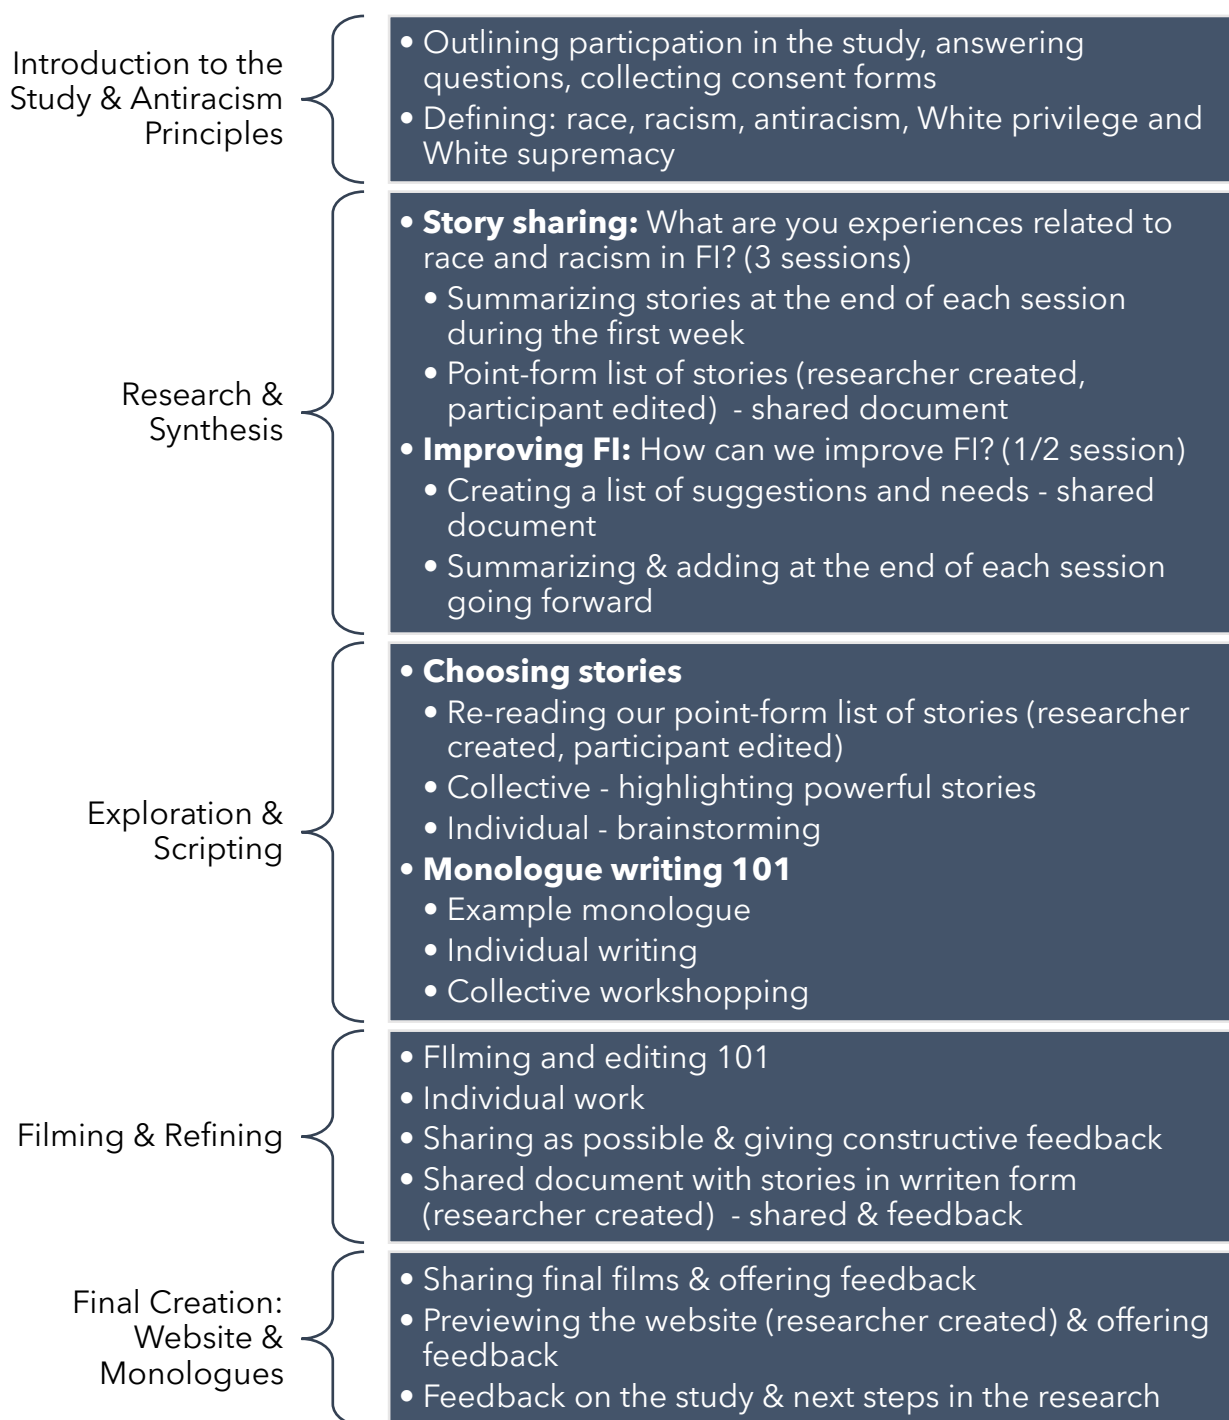 Introduction to the
Study & Antiracism
Principles
• Outlining particpation in the study, answering
questions, collecting consent forms
• Defining: race, racism, antiracism, White privilege and
White supremacy
Research &
Synthesis
• Story sharing: What are you experiences related to
race and racism in FI? (3 sessions)
• Summarizing stories at the end of each session
during the first week
• Point-form list of stories (researcher created,
participant edited)  - shared document
• Improving FI: How can we improve FI? (1/2 session)
• Creating a list of suggestions and needs - shared
document
• Summarizing & adding at the end of each session
going forward
Exploration &
Scripting
• Choosing stories
• Re-reading our point-form list of stories (researcher
created, participant edited)
• Collective - highlighting powerful stories
• Individual - brainstorming
• Monologue writing 101
• Example monologue
• Individual writing
• Collective workshopping
Filming & Refining
• FIlming and editing 101
• Individual work
• Sharing as possible & giving constructive feedback
• Shared document with stories in wrriten form
(researcher created)  - shared & feedback
Final Creation:
Website &
Monologues
• Sharing final films & offering feedback
• Previewing the website (researcher created) & offering
feedback
• Feedback on the study & next steps in the research